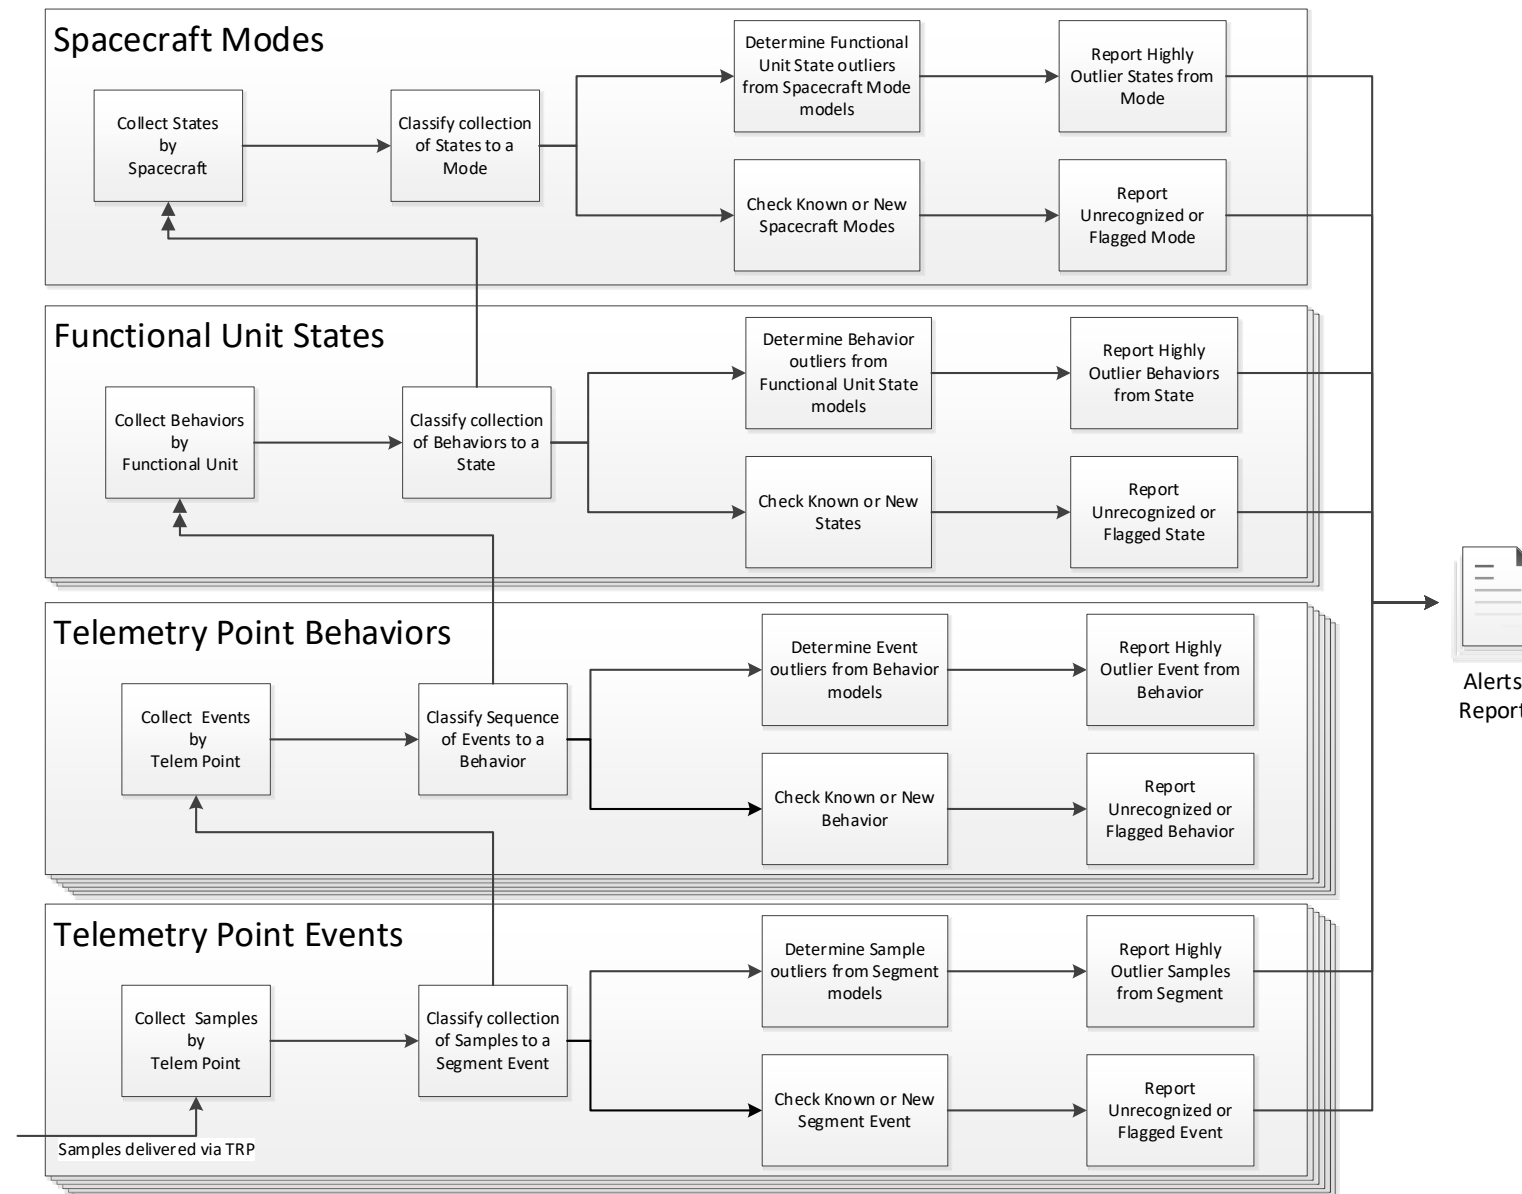 Spacecraft Modes
Collect States
by
Spacecraft
Classify collection
of States to a
Mode
Determine Functional
Unit State outliers
from Spacecraft Mode
models
Report Highly
Outlier States from
Mode
Check Known or New
Spacecraft Modes
Report
Unrecognized or
Flagged Mode
Functional Unit States
Collect Behaviors
by
Functional Unit
Classify collection
of Behaviors to a
State
Determine Behavior
outliers from
Functional Unit State
models
Report Highly
Outlier Behaviors
from State
Check Known or New
States
Report
Unrecognized or
Flagged State
Telemetry Point Behaviors
Collect Events
by
Telem Point
Classify Sequence
of Events to a
Behavior
Determine Event
outliers from Behavior
models
Report Highly
Outlier Event from
Behavior
Check Known or New
Behavior
Report
Unrecognized or
Flagged Behavior
Telemetry Point Events
Collect Samples
by
Telem Point
Classify collection
of Samples to a
Segment Event
Determine Sample
outliers from Segment
models
Report Highly
Outlier Samples
from Segment
Check Known or New
Segment Event
Report
Unrecognized or
Flagged Event
Samples delivered via TRP
Alerts
Report